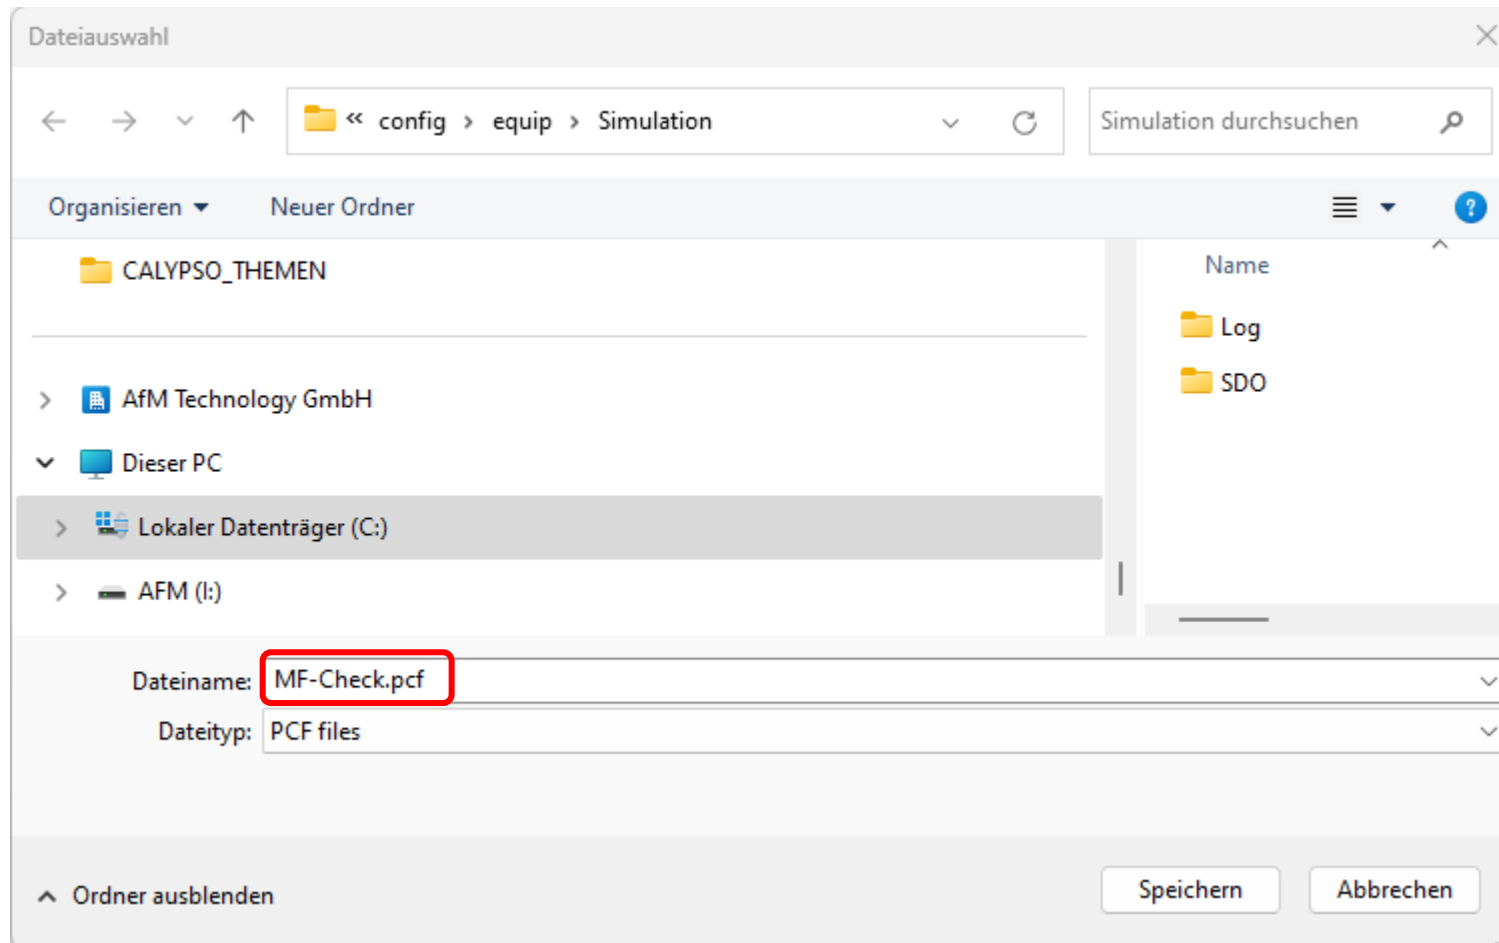 Dateiauswahl
« config > equip > Simulation
Simulation durchsuchen
Organisieren
Neuer Ordner
?
CALYPSO_THEMEN
AfM Technology GmbH
Dieser PC
Lokaler Datenträger (C:)
AFM (I:)
Name
Log
SDO
Dateiname: MF-Check.pcf
Dateityp: PCF files
Ordner ausblenden
Speichern
Abbrechen